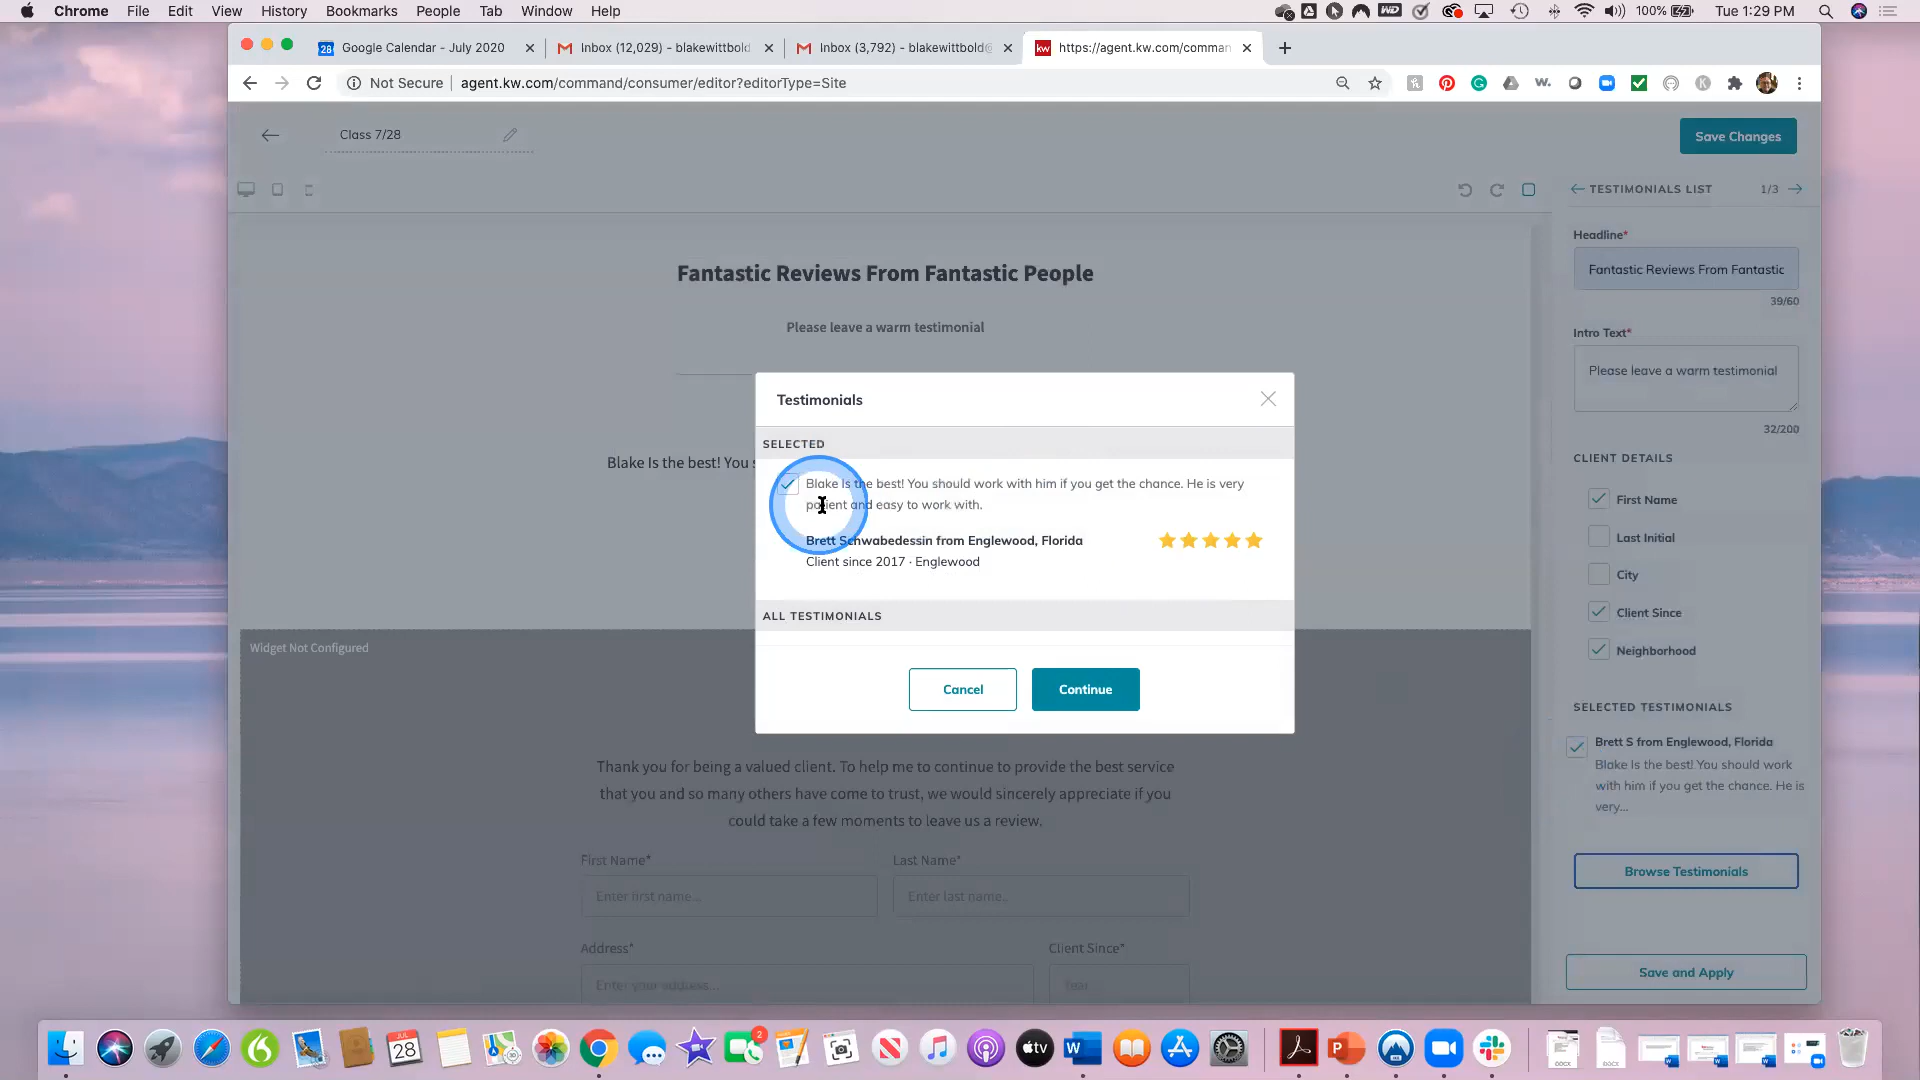 Chrome File Edit View History Bookmarks People Tab Window Help 100% Tue 1:29 PM
Google Calendar - July 2020 Inbox (12,029) - blakewittbold Inbox (3,792) - blakewittbold@ https://agent.kw.com/comman
Not Secure agent.kw.com/command/consumer/editor?editorType=Site
Class 7/28 Save Changes
TESTIMONIALS LIST 1/3
Headline*
Fantastic Reviews From Fantastic
39/60
Intro Text*
Please leave a warm testimonial
32/200
CLIENT DETAILS
First Name
Last Initial
City
Client Since
Neighborhood
SELECTED TESTIMONIALS
Brett S from Englewood, Florida
Blake Is the best! You should work
with him if you get the chance. He is
very...
Browse Testimonials
Save and Apply
Fantastic Reviews From Fantastic People
Please leave a warm testimonial
Blake Is the best! You s
Testimonials
SELECTED
Blake Is the best! You should work with him if you get the chance. He is very
patient and easy to work with.
Brett Schwabedessin from Englewood, Florida
Client since 2017 · Englewood
ALL TESTIMONIALS
Cancel Continue
Widget Not Configured
Thank you for being a valued client. To help me to continue to provide the best service
that you and so many others have come to trust, we would sincerely appreciate if you
could take a few moments to leave us a review.
First Name* Last Name*
Enter first name... Enter last name..
Address* Client Since*
Enter your address... Year..
JUL
28
2
tv
DOCX
DOCX